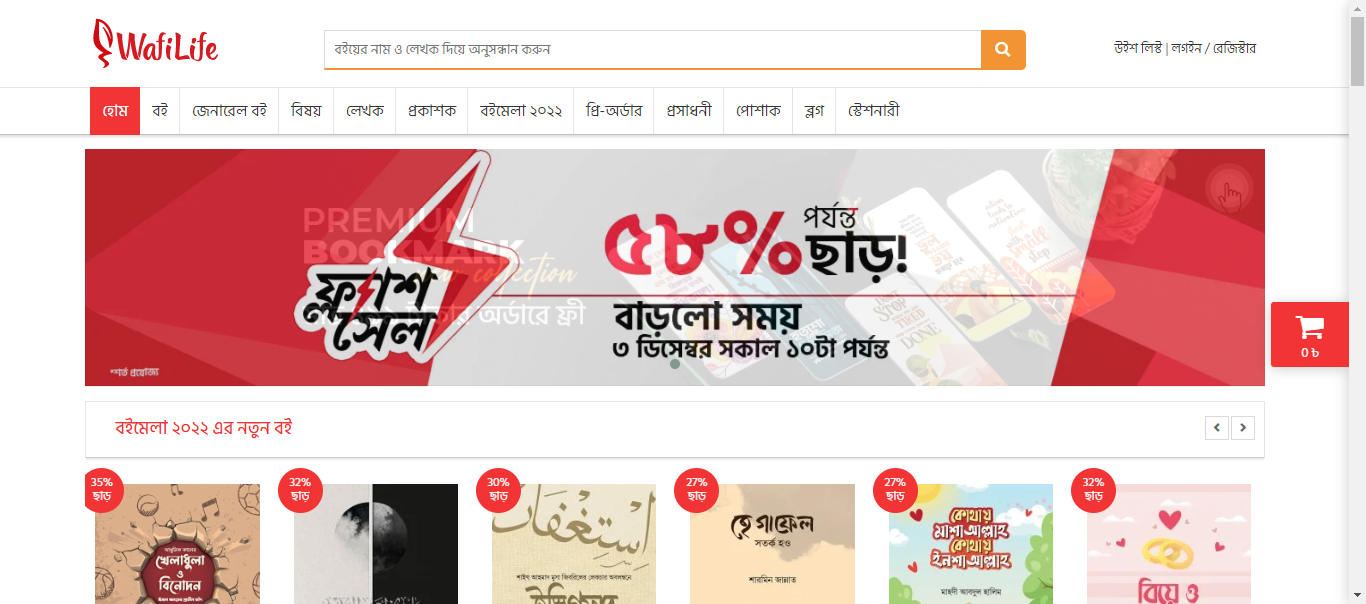 WafiLife
বইয়ের নাম ও লেখক দিয়ে অনুসন্ধান করুন
উইশ লিস্ট | লগইন / রেজিস্টার
হোম
বই
জেনারেল বই
বিষয়
লেখক
প্রকাশক
বইমেলা ২০২২
প্রি-অর্ডার
প্রসাধনী
পোশাক
ব্লগ
স্টেশনারী
PREMIUM
BOOKMARK
collection
অর্ডারে ফ্রী
ফ্ল্যাশ
সেল
৫৮% পর্যন্ত
ছাড়!
বাড়লো সময়
৩ ডিসেম্বর সকাল ১০টা পর্যন্ত
*শর্ত প্রযোজ্য
0 ৳
বইমেলা ২০২২ এর নতুন বই
35%
ছাড়
32%
ছাড়
30%
ছাড়
27%
ছাড়
27%
ছাড়
32%
ছাড়
আধুনিক কালের
খেলাধুলা
ও
বিনোদন
হে গাফেল
সতর্ক হও
শারমিন জান্নাত
কোথায়
মাশাআল্লাহ
কোথায়
ইনশাআল্লাহ
মাহদী আবদুল হালিম
বিয়ে ও